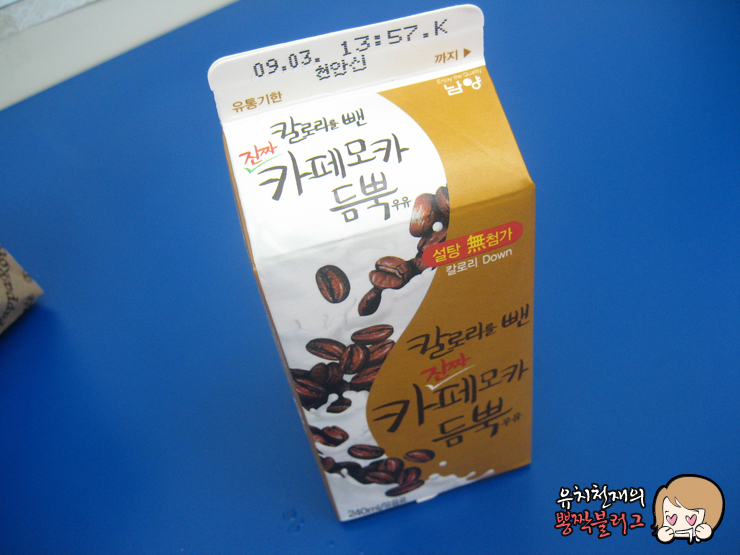 09.03. 13:57.K
천안신
까지 ▶
유통기한
Enjoy the Quality
남양
칼로리를 뺀
진짜
카페모카
듬뿍우유
설탕 無첨가
칼로리 Down
칼로리를 뺀
진짜
카페모카
듬뿍우유
유치천재의
뽕짝블러그